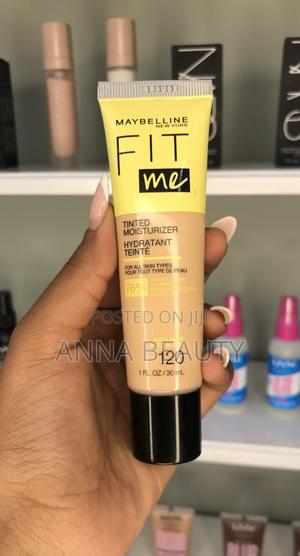 MAYBELLINE
NEW YORK
FIT
me
TINTED
MOISTURIZER
HYDRATANT
TEINTÉ
FOR ALL SKIN TYPES
POUR TOUT TYPE DE PEAU
76%
POSTED ON JIJI
ANNA BEAUTY
120
1 FL OZ / 30 mL